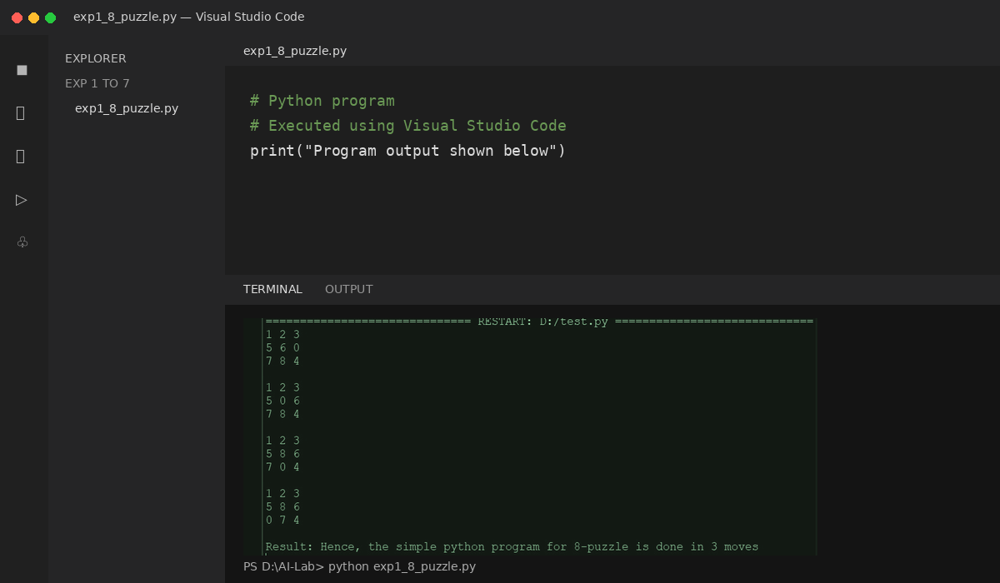 exp1_8_puzzle.py — Visual Studio Code
EXPLORER
EXP 1 TO 7
exp1_8_puzzle.py
exp1_8_puzzle.py
# Python program
# Executed using Visual Studio Code
print("Program output shown below")
TERMINAL OUTPUT
============================== RESTART: D:/test.py =============================
1 2 3
5 6 0
7 8 4
1 2 3
5 0 6
7 8 4
1 2 3
5 8 6
7 0 4
1 2 3
5 8 6
0 7 4
Result: Hence, the simple python program for 8-puzzle is done in 3 moves
PS D:\AI-Lab> python exp1_8_puzzle.py